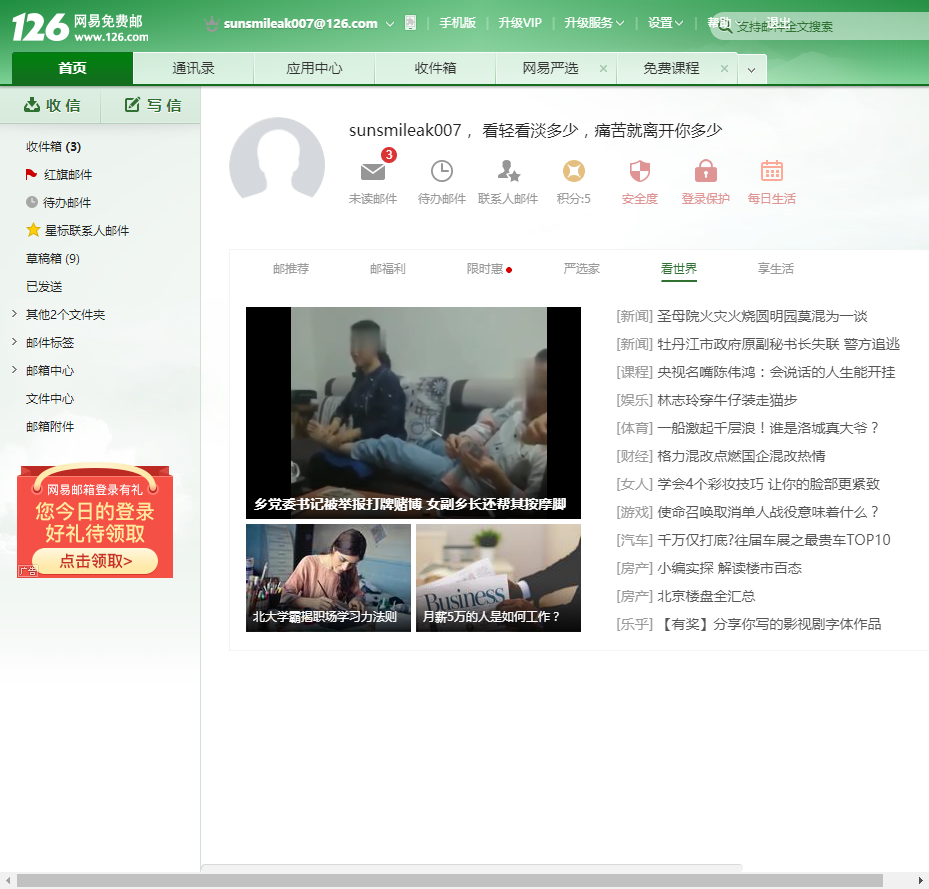 126 网易免费邮
www.126.com
sunsmileak007@126.com
手机版
升级VIP
升级服务
设置
帮助
退出
支持邮件全文搜索
首页
通讯录
应用中心
收件箱
网易严选
免费课程
收 信
写 信
收件箱 (3)
红旗邮件
待办邮件
星标联系人邮件
草稿箱 (9)
已发送
其他2个文件夹
邮件标签
邮箱中心
文件中心
邮箱附件
网易邮箱登录有礼
您今日的登录
好礼待领取
点击领取>
广告
sunsmileak007， 看轻看淡多少，痛苦就离开你多少
3
未读邮件
待办邮件
联系人邮件
积分:5
安全度
登录保护
每日生活
邮推荐
邮福利
限时惠
严选家
看世界
享生活
乡党委书记被举报打牌赌博 女副乡长还帮其按摩脚
Business
北大学霸揭职场学习力法则
月薪5万的人是如何工作？
[新闻] 圣母院火灾火烧圆明园莫混为一谈
[新闻] 牡丹江市政府原副秘书长失联 警方追逃
[课程] 央视名嘴陈伟鸿：会说话的人生能开挂
[娱乐] 林志玲穿牛仔装走猫步
[体育] 一船激起千层浪！谁是洛城真大爷？
[财经] 格力混改点燃国企混改热情
[女人] 学会4个彩妆技巧 让你的脸部更紧致
[游戏] 使命召唤取消单人战役意味着什么？
[汽车] 千万仅打底?往届车展之最贵车TOP10
[房产] 小编实探 解读楼市百态
[房产] 北京楼盘全汇总
[乐乎] 【有奖】分享你写的影视剧字体作品